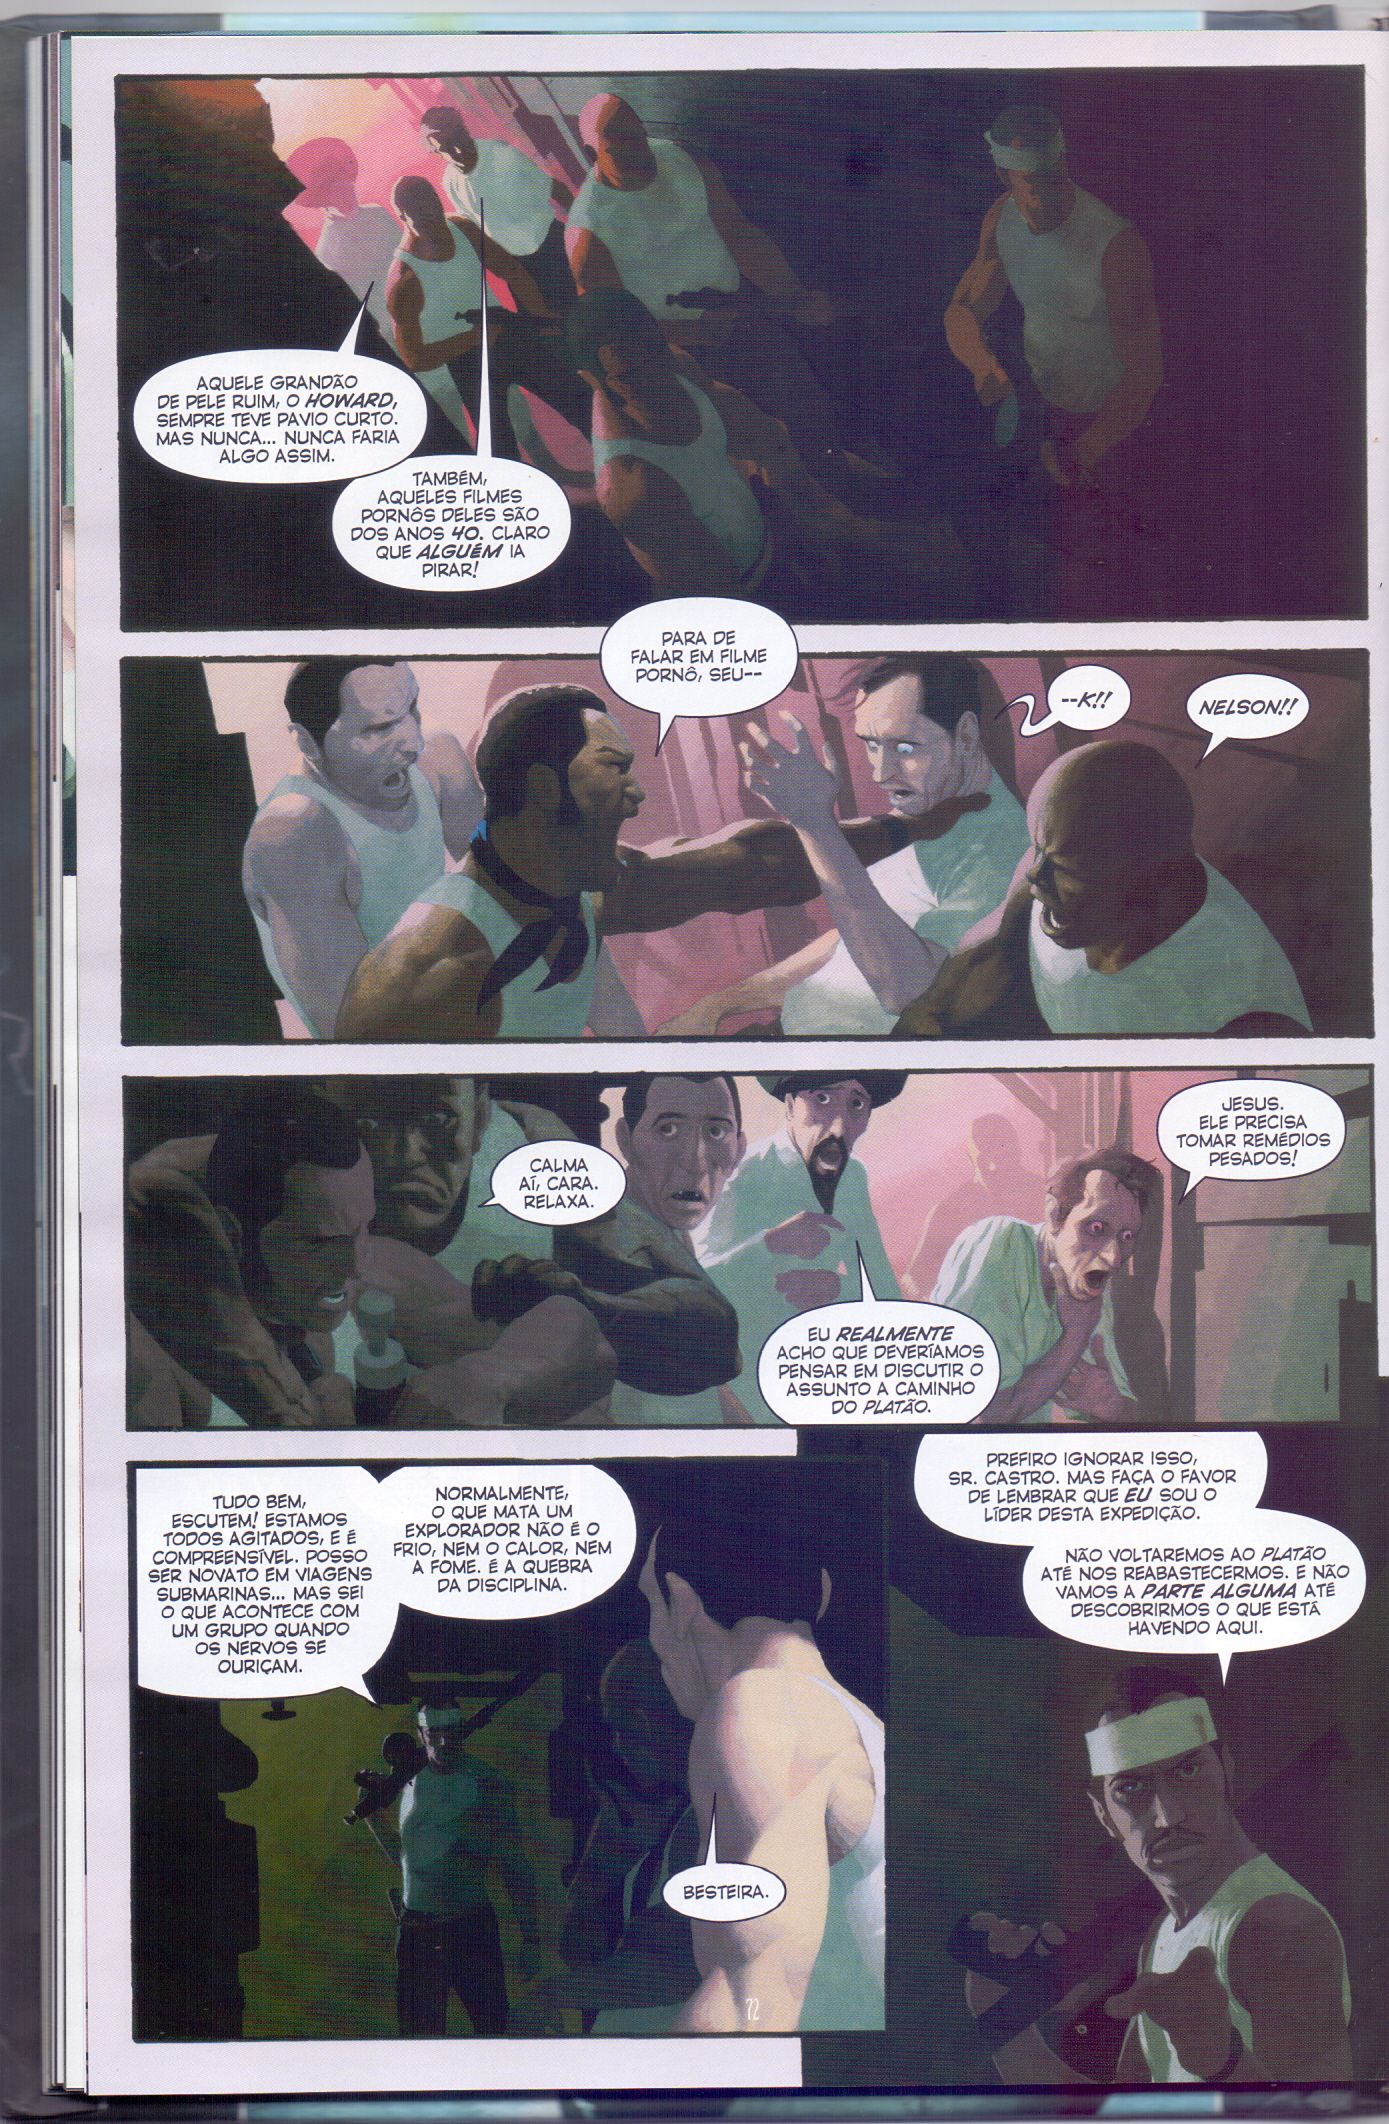 AQUELE GRANDÃO
DE PELE RUIM, O HOWARD,
SEMPRE TEVE PAVIO CURTO.
MAS NUNCA... NUNCA FARIA
ALGO ASSIM.
TAMBÉM,
AQUELES FILMES
PORNÔS DELES SÃO
DOS ANOS 40. CLARO
QUE ALGUÉM IA
PIRAR!
PARA DE
FALAR EM FILME
PORNÔ, SEU--
--K!!
NELSON!!
CALMA
AÍ, CARA.
RELAXA.
JESUS.
ELE PRECISA
TOMAR REMÉDIOS
PESADOS!
EU REALMENTE
ACHO QUE DEVERÍAMOS
PENSAR EM DISCUTIR O
ASSUNTO A CAMINHO
DO PLATÃO.
TUDO BEM,
ESCUTEM! ESTAMOS
TODOS AGITADOS, E É
COMPREENSÍVEL. POSSO
SER NOVATO EM VIAGENS
SUBMARINAS... MAS SEI
O QUE ACONTECE COM
UM GRUPO QUANDO
OS NERVOS SE
OURIÇAM.
NORMALMENTE,
O QUE MATA UM
EXPLORADOR NÃO É O
FRIO, NEM O CALOR, NEM
A FOME. É A QUEBRA
DA DISCIPLINA.
BESTEIRA.
PREFIRO IGNORAR ISSO,
SR. CASTRO. MAS FAÇA O FAVOR
DE LEMBRAR QUE EU SOU O
LÍDER DESTA EXPEDIÇÃO.
NÃO VOLTAREMOS AO PLATÃO
ATÉ NOS REABASTECERMOS. E NÃO
VAMOS A PARTE ALGUMA ATÉ
DESCOBRIRMOS O QUE ESTÁ
HAVENDO AQUI.
72